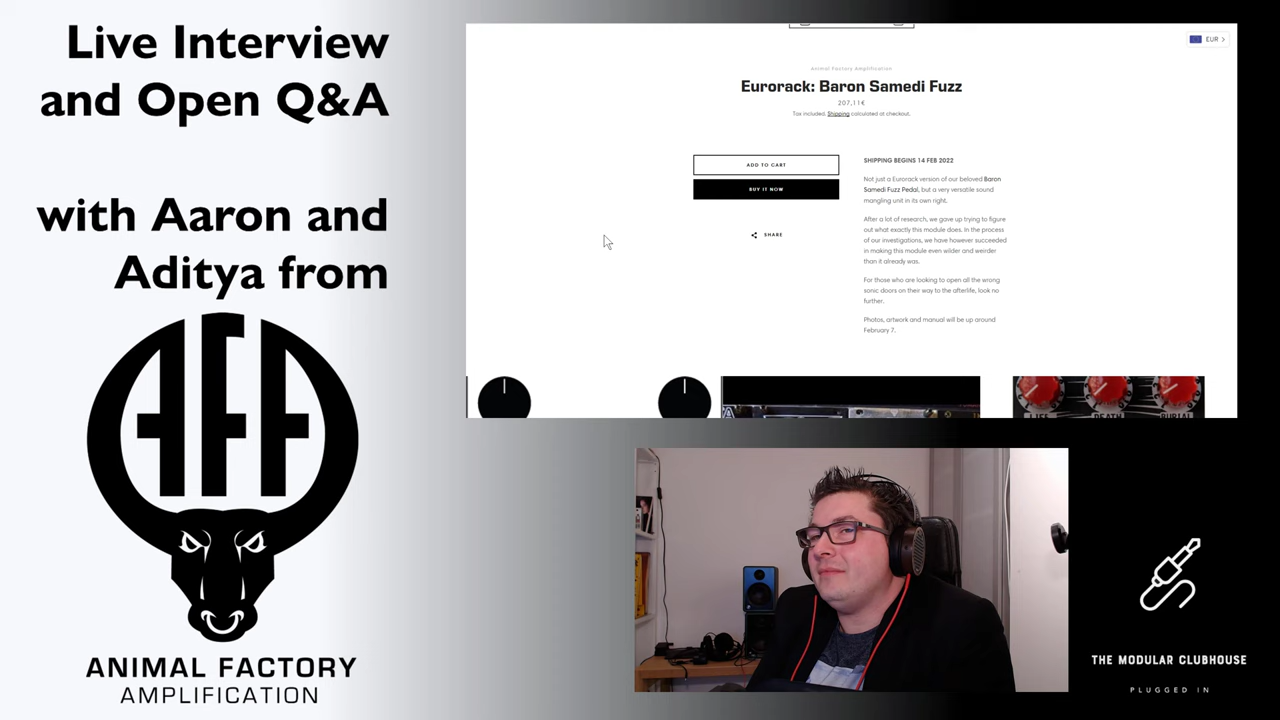 Live Interview
and Open Q&A
with Aaron and
Aditya from
AFA
ANIMAL FACTORY
AMPLIFICATION
EUR
Animal Factory Amplification
Eurorack: Baron Samedi Fuzz
207,11€
Tax included. Shipping calculated at checkout.
ADD TO CART
BUY IT NOW
SHARE
SHIPPING BEGINS 14 FEB 2022
Not just a Eurorack version of our beloved Baron
Samedi Fuzz Pedal, but a very versatile sound
mangling unit in its own right.
After a lot of research, we gave up trying to figure
out what exactly this module does. In the process
of our investigations, we have however succeeded
in making this module even wilder and weirder
than it already was.
For those who are looking to open all the wrong
sonic doors on their way to the afterlife, look no
further.
Photos, artwork and manual will be up around
February 7.
LIFE DEATH BURIAL
THE MODULAR CLUBHOUSE
PLUGGED IN